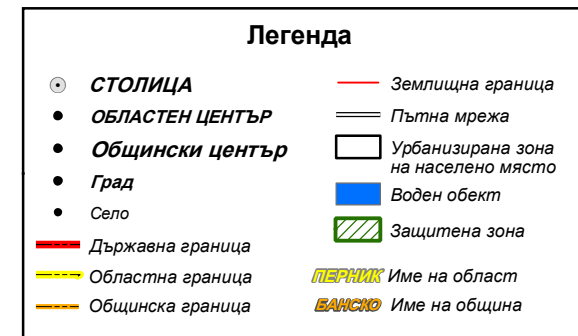 Легенда
СТОЛИЦА
ОБЛАСТЕН ЦЕНТЪР
Общински център
Град
Село
Държавна граница
Областна граница
Общинска граница
Землищна граница
Пътна мрежа
Урбанизирана зона
на населено място
Воден обект
Защитена зона
ПЕРНИК Име на област
БАНСКО Име на община